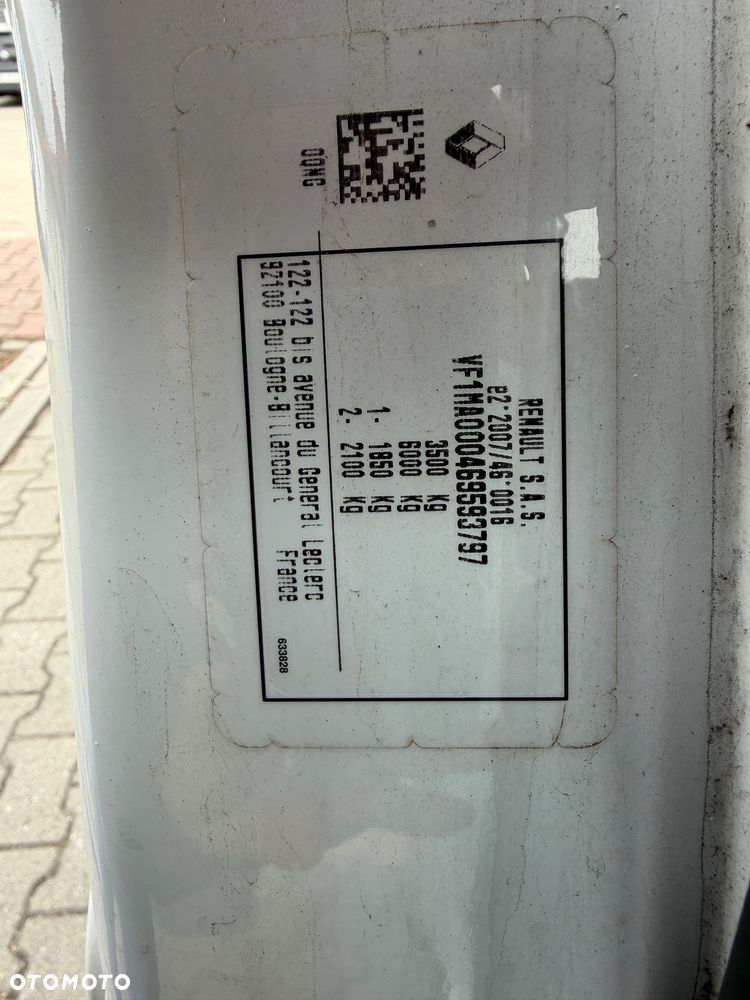 00NG
RENAULT S.A.S.
e2*2007/46*0016
VF1MA000469593797
3500 kg
6000 kg
1- 1850 kg
2- 2100 kg
122-122 bis avenue du General Leclerc
92100 Boulogne-Billancourt France
633828
OTOMOTO